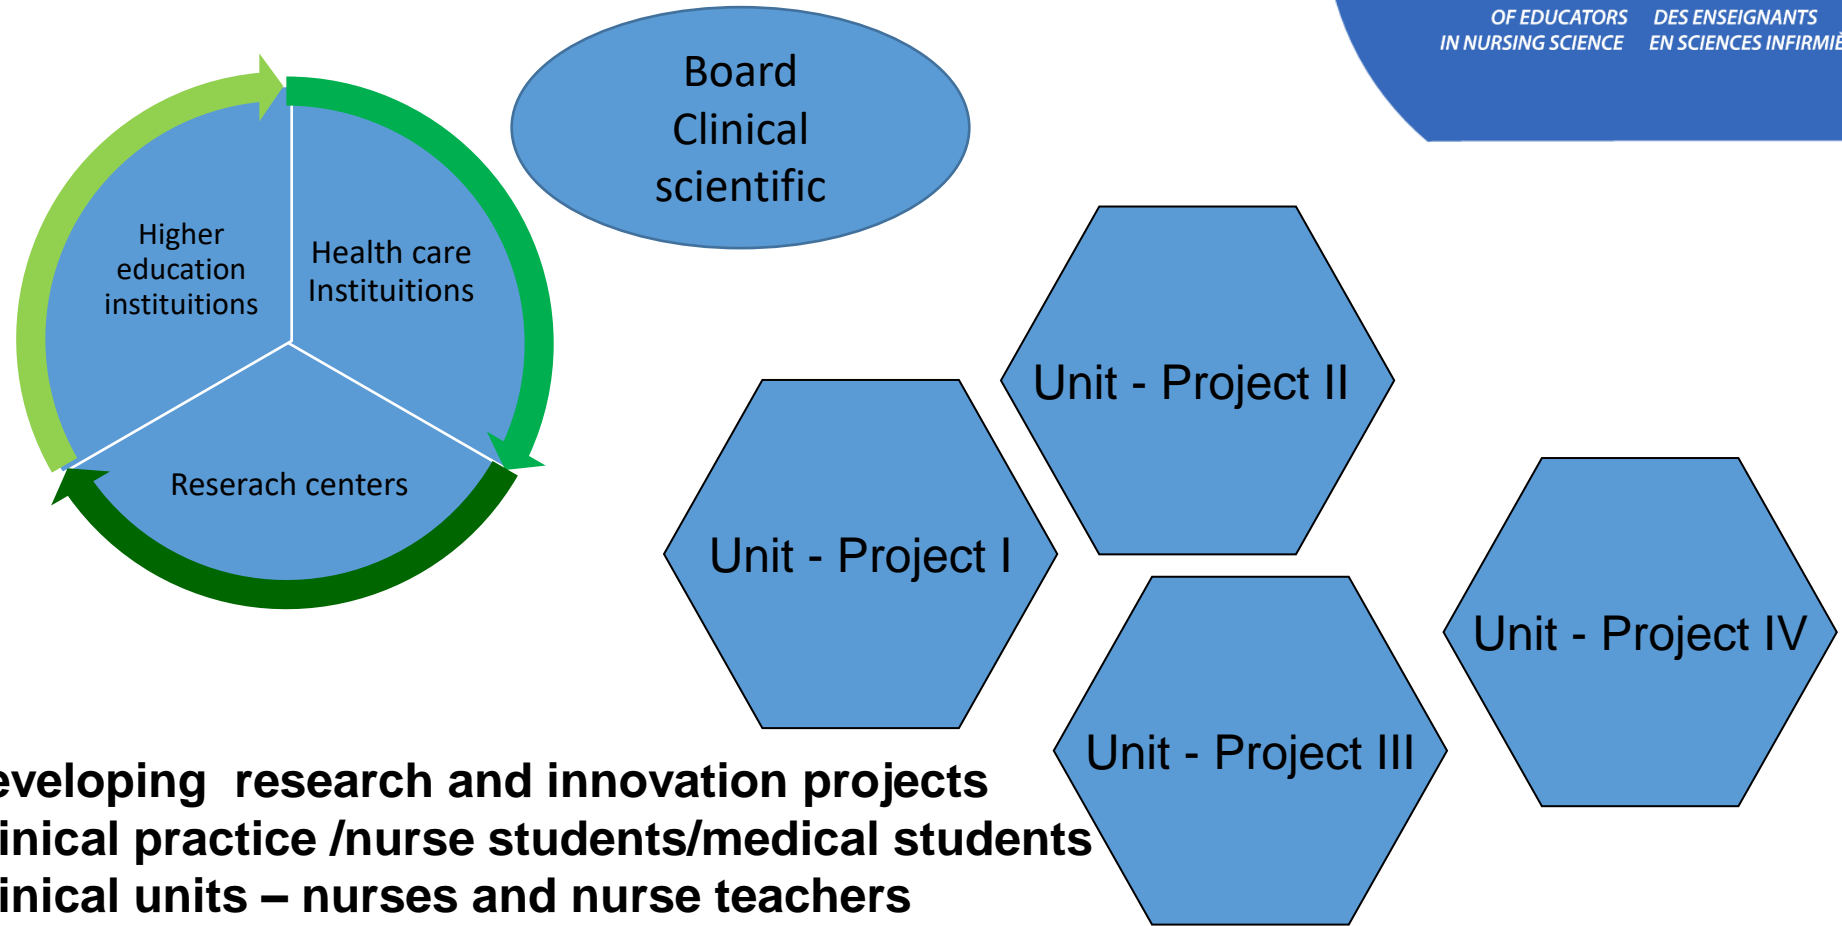 OF EDUCATORS DES ENSEIGNANTS
IN NURSING SCIENCE EN SCIENCES INFIRMIÈ
Board
Clinical
scientific
Higher
education
instituitions
Health care
Instituitions
Reserach centers
Unit - Project II
Unit - Project I
Unit - Project IV
Unit - Project III
eveloping research and innovation projects
inical practice /nurse students/medical students
inical units – nurses and nurse teachers